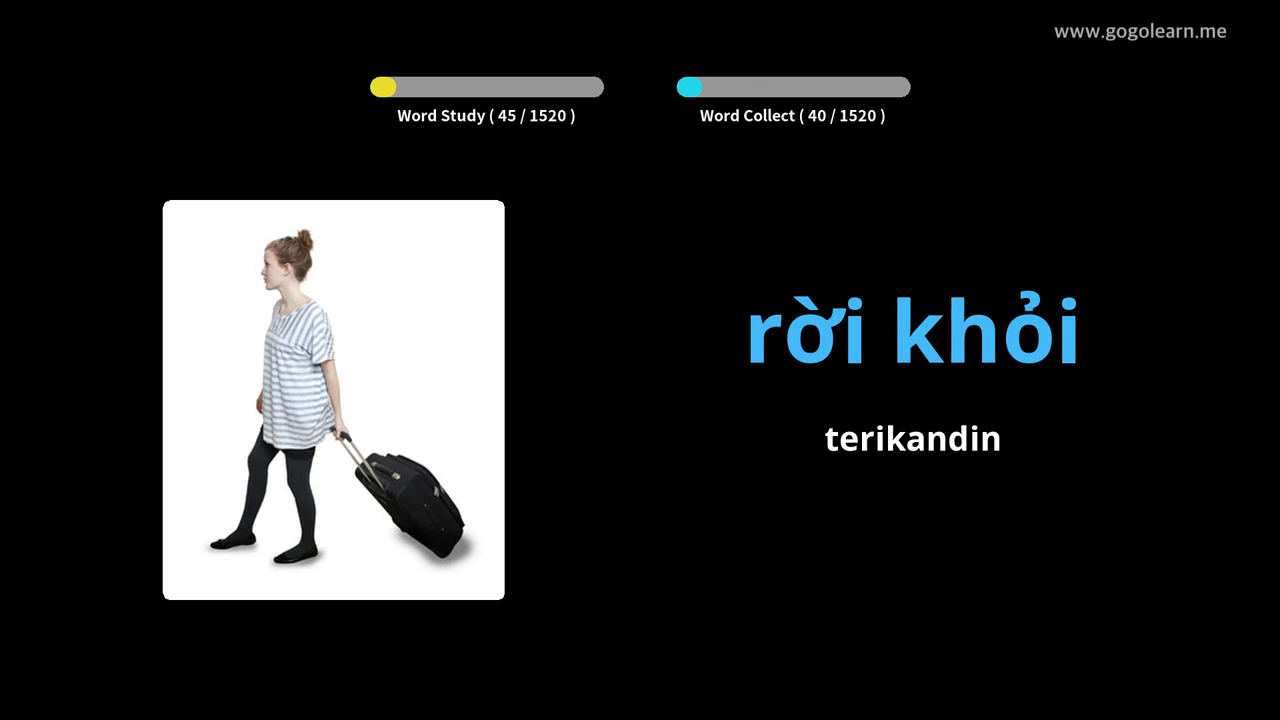 www.gogolearn.me
Word Study ( 45 / 1520 )
Word Collect ( 40 / 1520 )
rời khỏi
terikandin